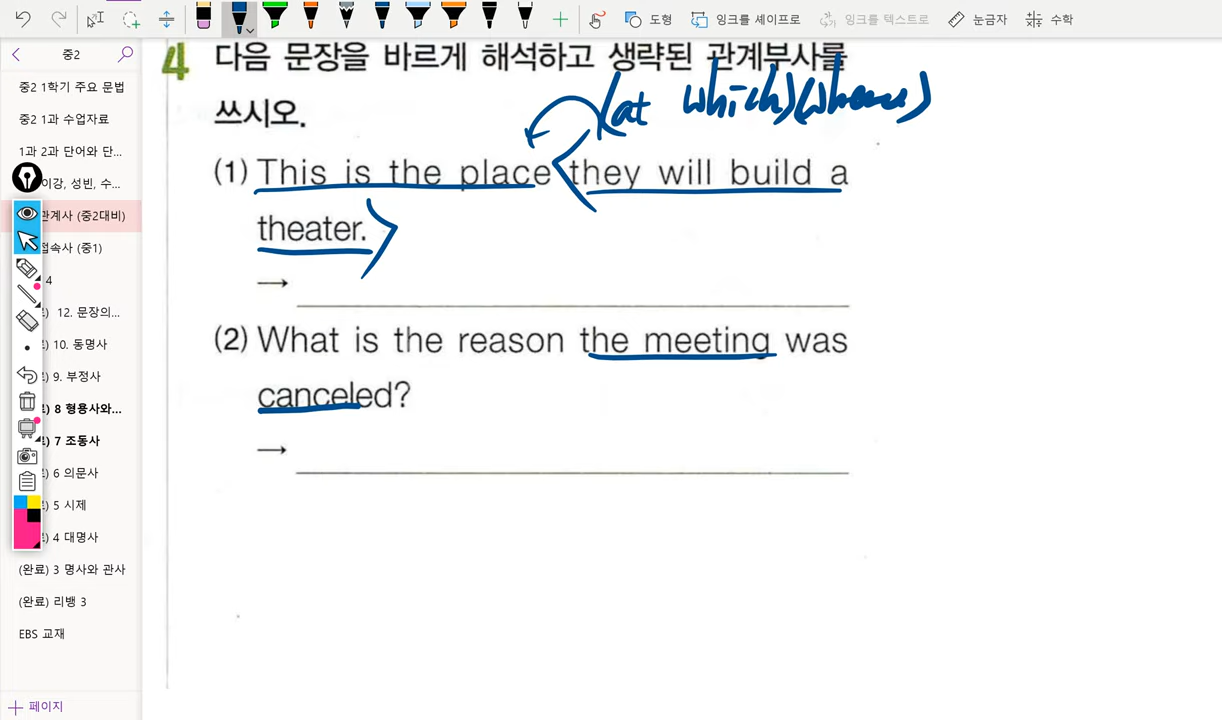 도형
잉크를 셰이프로
잉크를 텍스트로
눈금자
수학
중2
중2 1학기 주요 문법
중2 1과 수업자료
1과 2과 단어와 단...
이강, 성빈, 수...
관계사 (중2대비)
접속사 (중1)
4
) 12. 문장의...
) 10. 동명사
) 9. 부정사
) 8 형용사와...
) 7 조동사
) 6 의문사
) 5 시제
) 4 대명사
(완료) 3 명사와 관사
(완료) 리뱅 3
EBS 교재
페이지
4 다음 문장을 바르게 해석하고 생략된 관계부사를
쓰시오.
(at which)(where)
(1) This is the place they will build a
theater.
→
(2) What is the reason the meeting was
canceled?
→